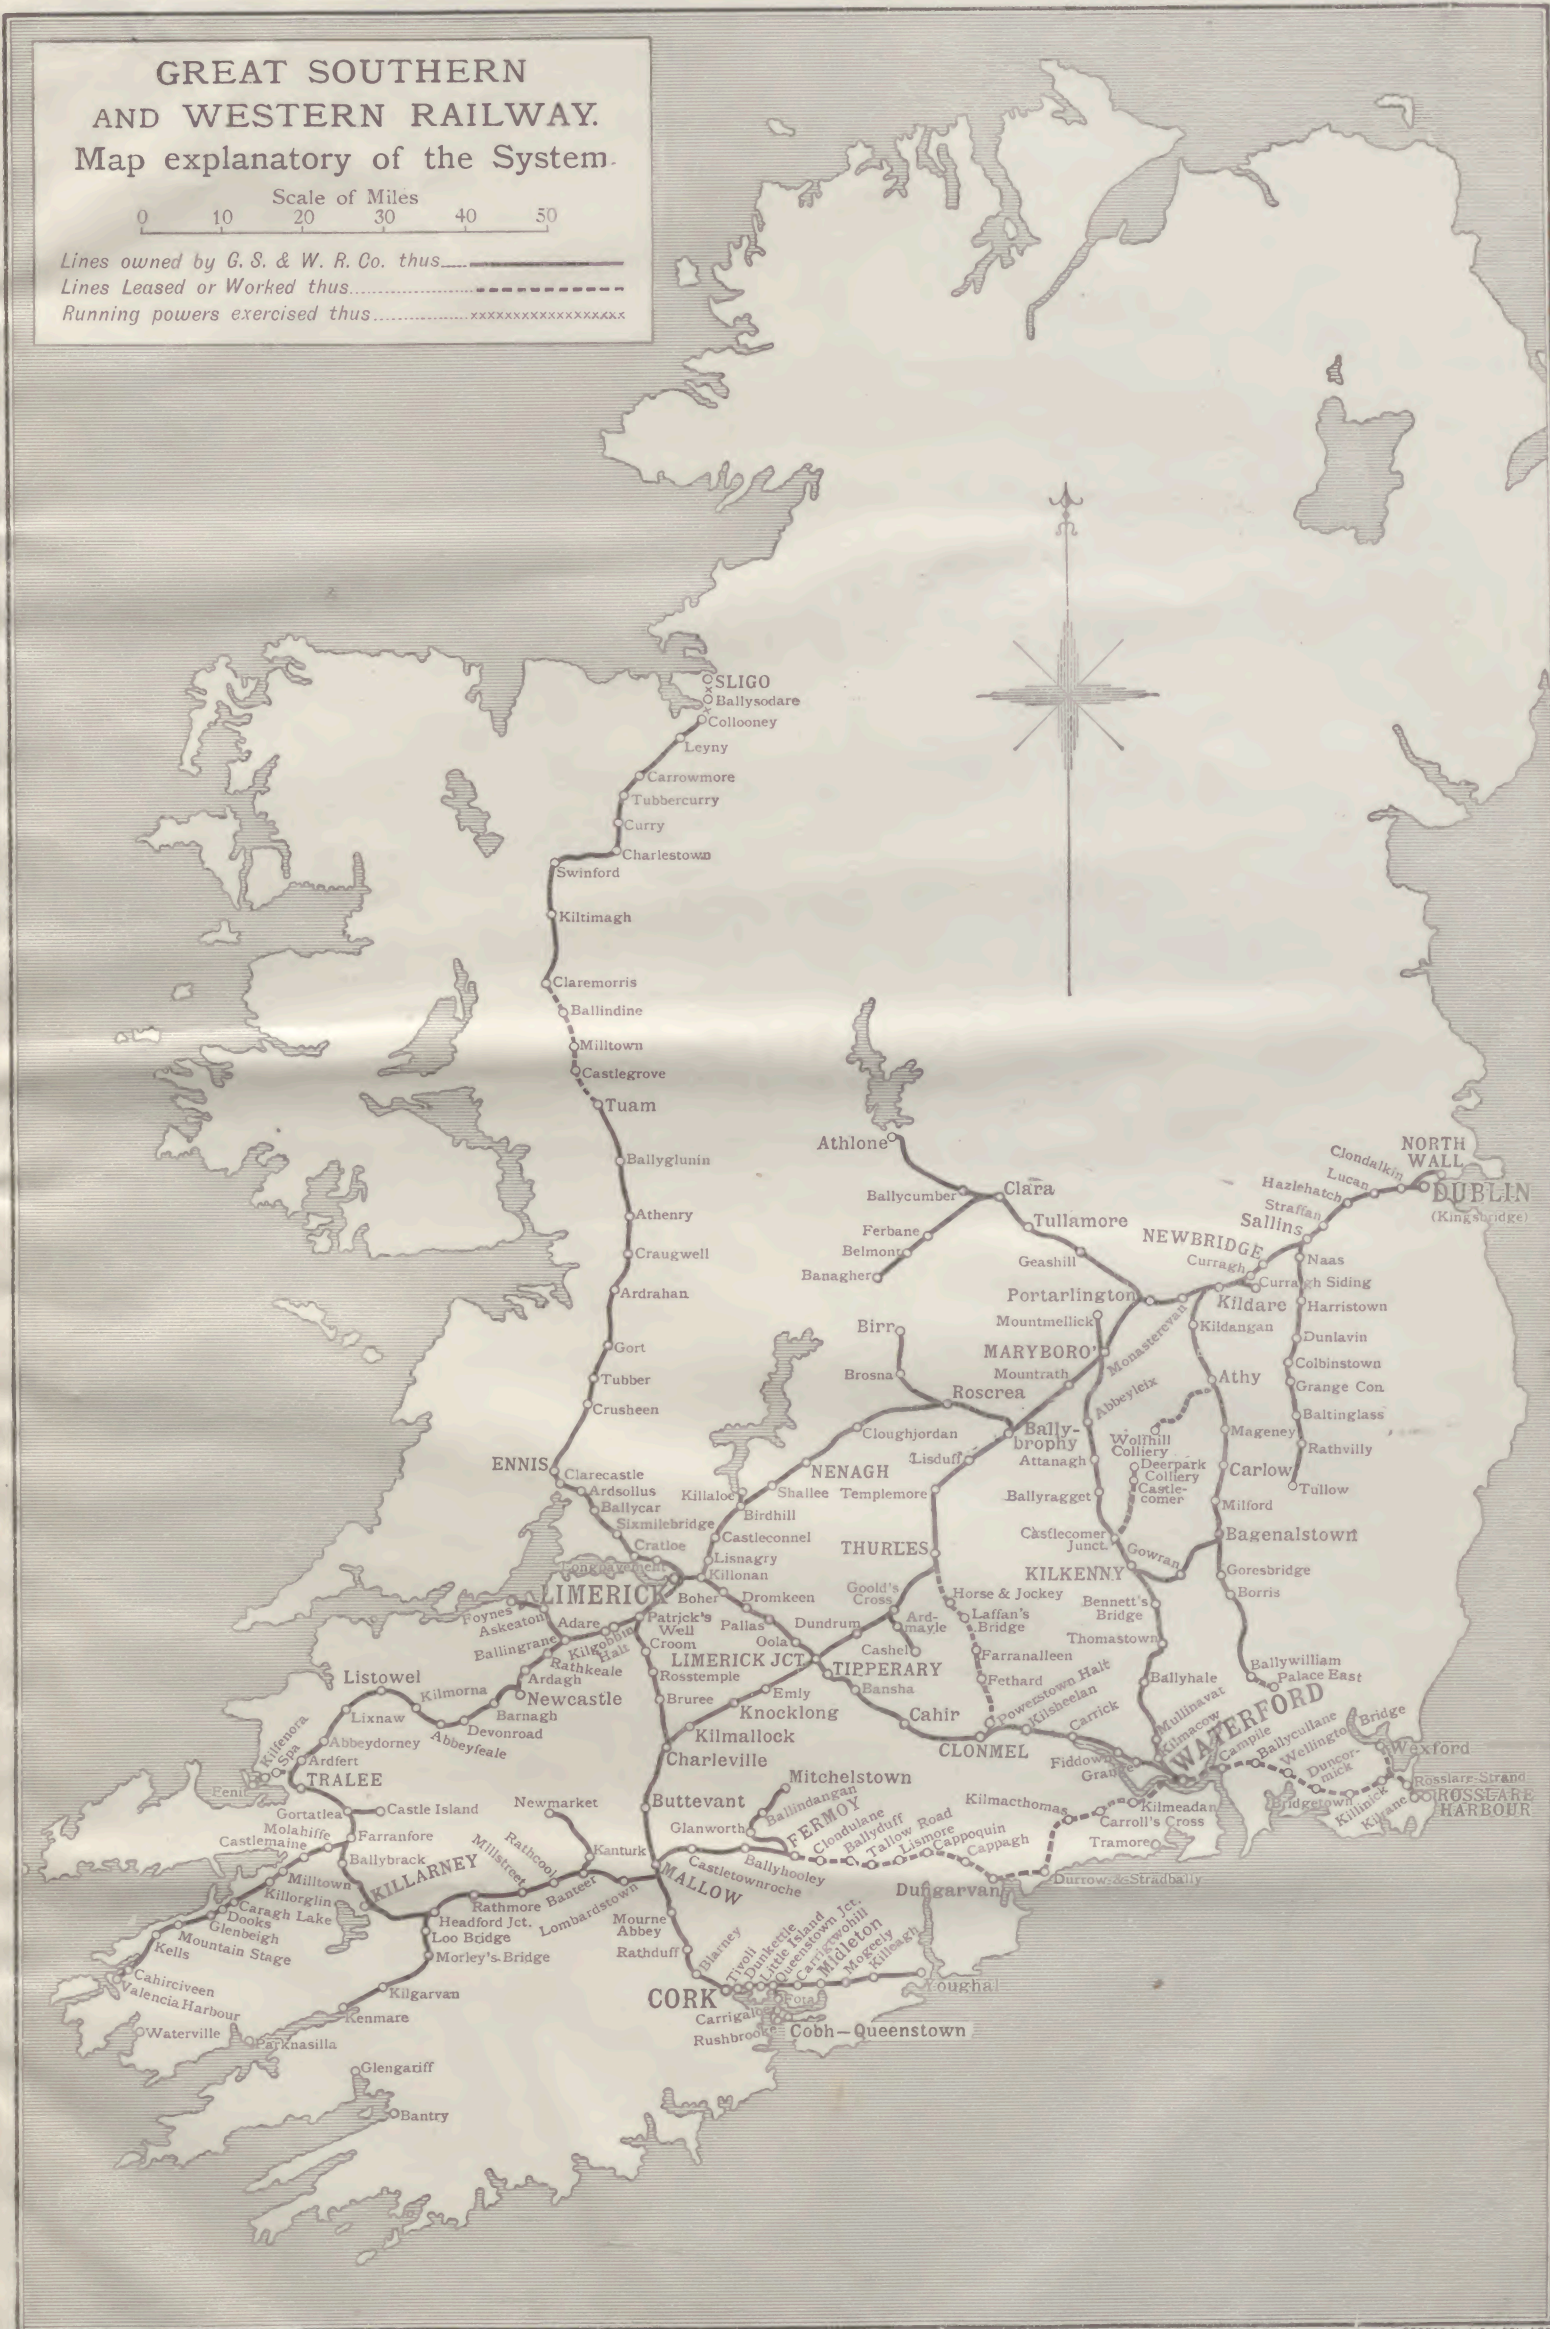 GREAT SOUTHERN
AND WESTERN RAILWAY.
Map explanatory of the System.
Scale of Miles
0 10 20 30 40 50
Lines owned by G. S. & W. R. Co. thus
Lines Leased or Worked thus
Running powers exercised thus
SLIGO
Ballysodare
Collooney
Leyny
Carrowmore
Tubbercurry
Curry
Charlestown
Swinford
Kiltimagh
Claremorris
Ballindine
Milltown
Castlegrove
Tuam
Ballyglunin
Athenry
Craugwell
Ardrahan
Gort
Tubber
Crusheen
ENNIS
Clarecastle
Ardsollus
Ballycar
Sixmilebridge
Cratloe
Longpavement
LIMERICK
Athlone
Ballycumber
Clara
Ferbane
Belmont
Banagher
Tullamore
Geashill
Portarlington
NORTH
WALL
DUBLIN
(Kingsbridge)
Clondalkin
Lucan
Hazlehatch
Straffan
Sallins
NEWBRIDGE
Curragh
Curragh Siding
Kildare
Monasterevan
Naas
Harristown
Dunlavin
Colbinstown
Grange Con.
Baltinglass
Rathvilly
Tullow
Kildangan
Athy
Mageney
Carlow
Milford
Bagenalstown
Goresbridge
Borris
Ballywilliam
Palace East
Wolfhill
Colliery
Deerpark
Colliery
Castle-
comer
Mountmellick
MARYBORO'
Mountrath
Abbeyleix
Attanagh
Ballyragget
Castlecomer
Junct.
KILKENNY
Gowran
Bennett's
Bridge
Thomastown
Ballyhale
Mullinavat
Kilmacow
WATERFORD
Birr
Brosna
Roscrea
Bally-
brophy
Lisduff
Cloughjordan
NENAGH
Shallee
Templemore
Killaloe
Birdhill
Castleconnel
Lisnagry
Killonan
THURLES
Goold's
Cross
Ard-
mayle
Cashel
Dundrum
Horse & Jockey
Laffan's
Bridge
Farranalleen
Fethard
Powerstown Halt
Kilsheelan
Carrick
Fiddown
Grange
Boher
Dromkeen
Pallas
Oola
LIMERICK JCT.
TIPPERARY
Bansha
Cahir
CLONMEL
Emly
Knocklong
Kilmallock
Charleville
Foynes
Askeaton
Adare
Ballingrane
Kilgobbin
Halt
Patrick's
Well
Croom
Rosstemple
Bruree
Rathkeale
Ardagh
Newcastle
Barnagh
Devonroad
Abbeyfeale
Kilmorna
Listowel
Lixnaw
Abbeydorney
Ardfert
Kilfenora
Spa
Fenit
TRALEE
Gortatlea
Castle Island
Molahiffe
Castlemaine
Farranfore
Ballybrack
Milltown
Killorglin
Caragh Lake
Dooks
Glenbeigh
Mountain Stage
Kells
Cahirciveen
Valencia Harbour
Waterville
Parknasilla
KILLARNEY
Headford Jct.
Loo Bridge
Morley's Bridge
Kilgarvan
Kenmare
Glengariff
Bantry
Rathmore
Millstreet
Rathcool
Banteer
Newmarket
Kanturk
Lombardstown
Buttevant
MALLOW
Mitchelstown
Ballindangan
Glanworth
FERMOY
Castletownroche
Ballyhooley
Clondulane
Ballyduff
Tallow Road
Lismore
Cappoquin
Cappagh
Dungarvan
Durrow & Stradbally
Kilmacthomas
Carroll's Cross
Kilmeadan
Tramore
Campile
Ballycullane
Wellington Bridge
Duncor-
mick
Bridgetown
Killinick
Kilrane
Wexford
Rosslare Strand
ROSSLARE
HARBOUR
Mourne
Abbey
Rathduff
Blarney
CORK
Tivoli
Dunkettle
Little Island
Queenstown Jct.
Carrigtwohill
Midleton
Mogeely
Killeagh
Youghal
Fota
Carrigaloe
Rushbrooke
Cobh–Queenstown